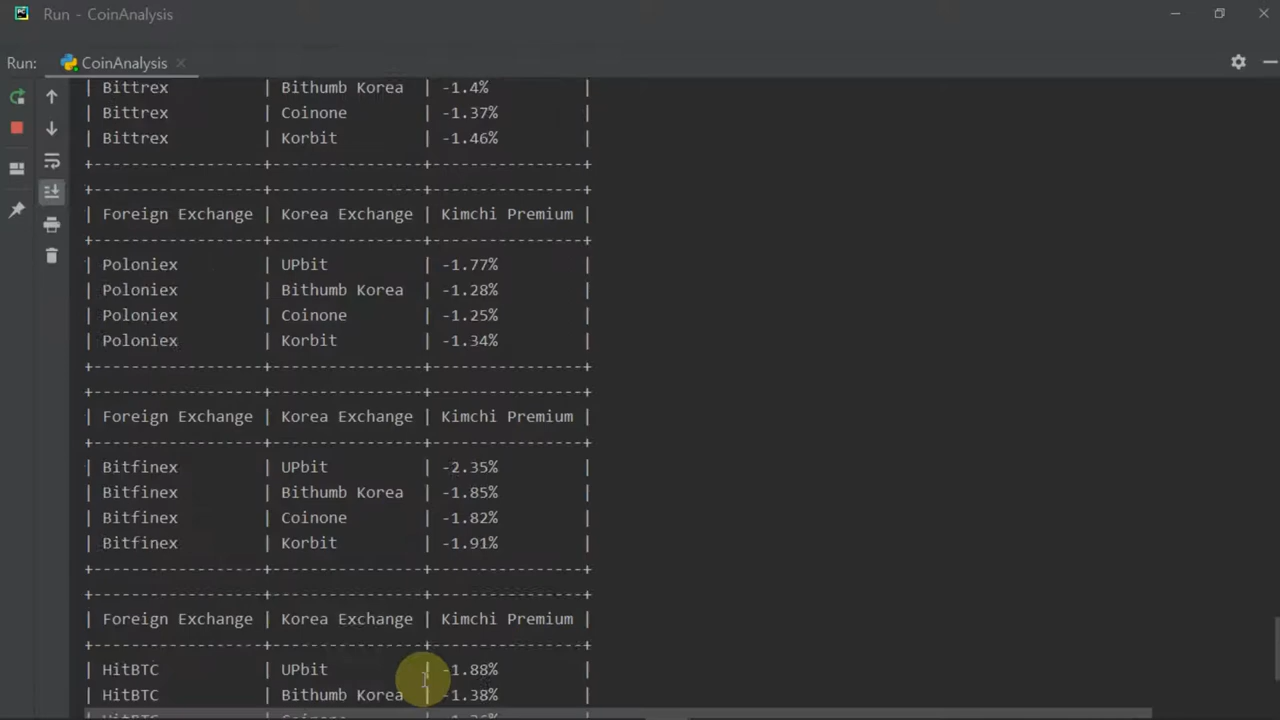 Run - CoinAnalysis
Run: CoinAnalysis
| Bittrex | Bithumb Korea | -1.4% |
| Bittrex | Coinone | -1.37% |
| Bittrex | Korbit | -1.46% |
+------------------+----------------+----------------+
+------------------+----------------+----------------+
| Foreign Exchange | Korea Exchange | Kimchi Premium |
+------------------+----------------+----------------+
| Poloniex | UPbit | -1.77% |
| Poloniex | Bithumb Korea | -1.28% |
| Poloniex | Coinone | -1.25% |
| Poloniex | Korbit | -1.34% |
+------------------+----------------+----------------+
+------------------+----------------+----------------+
| Foreign Exchange | Korea Exchange | Kimchi Premium |
+------------------+----------------+----------------+
| Bitfinex | UPbit | -2.35% |
| Bitfinex | Bithumb Korea | -1.85% |
| Bitfinex | Coinone | -1.82% |
| Bitfinex | Korbit | -1.91% |
+------------------+----------------+----------------+
+------------------+----------------+----------------+
| Foreign Exchange | Korea Exchange | Kimchi Premium |
+------------------+----------------+----------------+
| HitBTC | UPbit | -1.88% |
| HitBTC | Bithumb Korea | -1.38% |